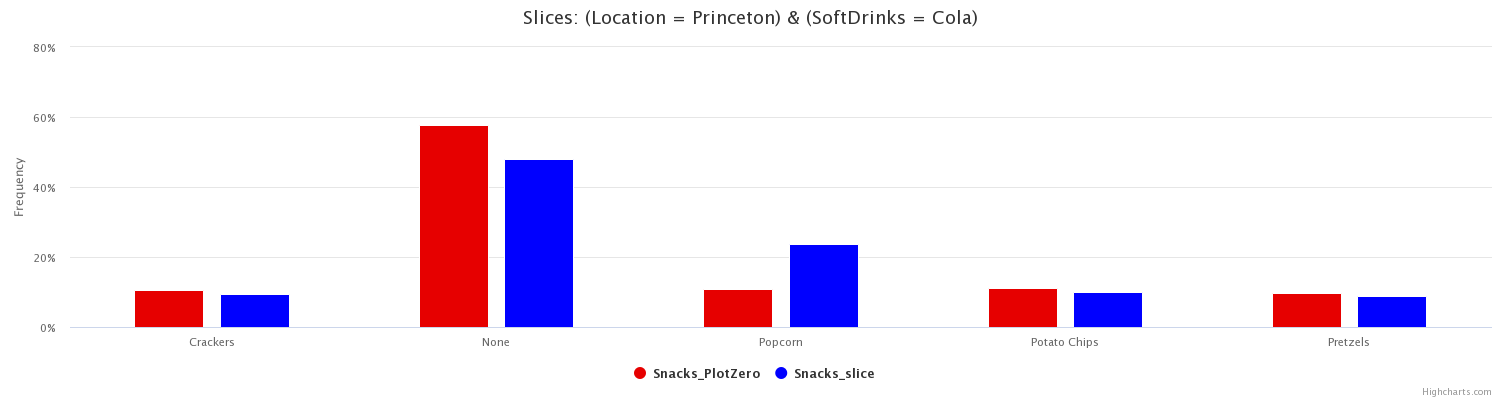 Slices: (Location = Princeton) & (SoftDrinks = Cola)
Frequency
80%
60%
40%
20%
0%
Crackers None Popcorn Potato Chips Pretzels
Snacks_PlotZero Snacks_slice
Highcharts.com